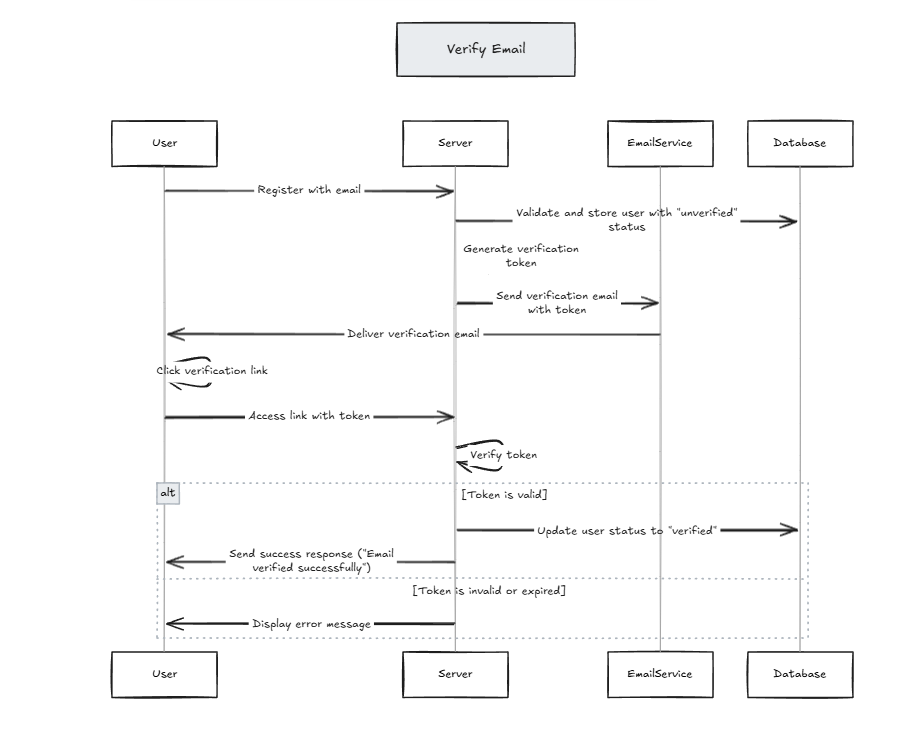 Verify Email
User
Server
EmailService
Database
Register with email
Validate and store user with "unverified"
status
Generate verification
token
Send verification email
with token
Deliver verification email
Click verification link
Access link with token
Verify token
alt
[Token is valid]
Update user status to "verified"
Send success response ("Email
verified successfully")
[Token is invalid or expired]
Display error message
User
Server
EmailService
Database